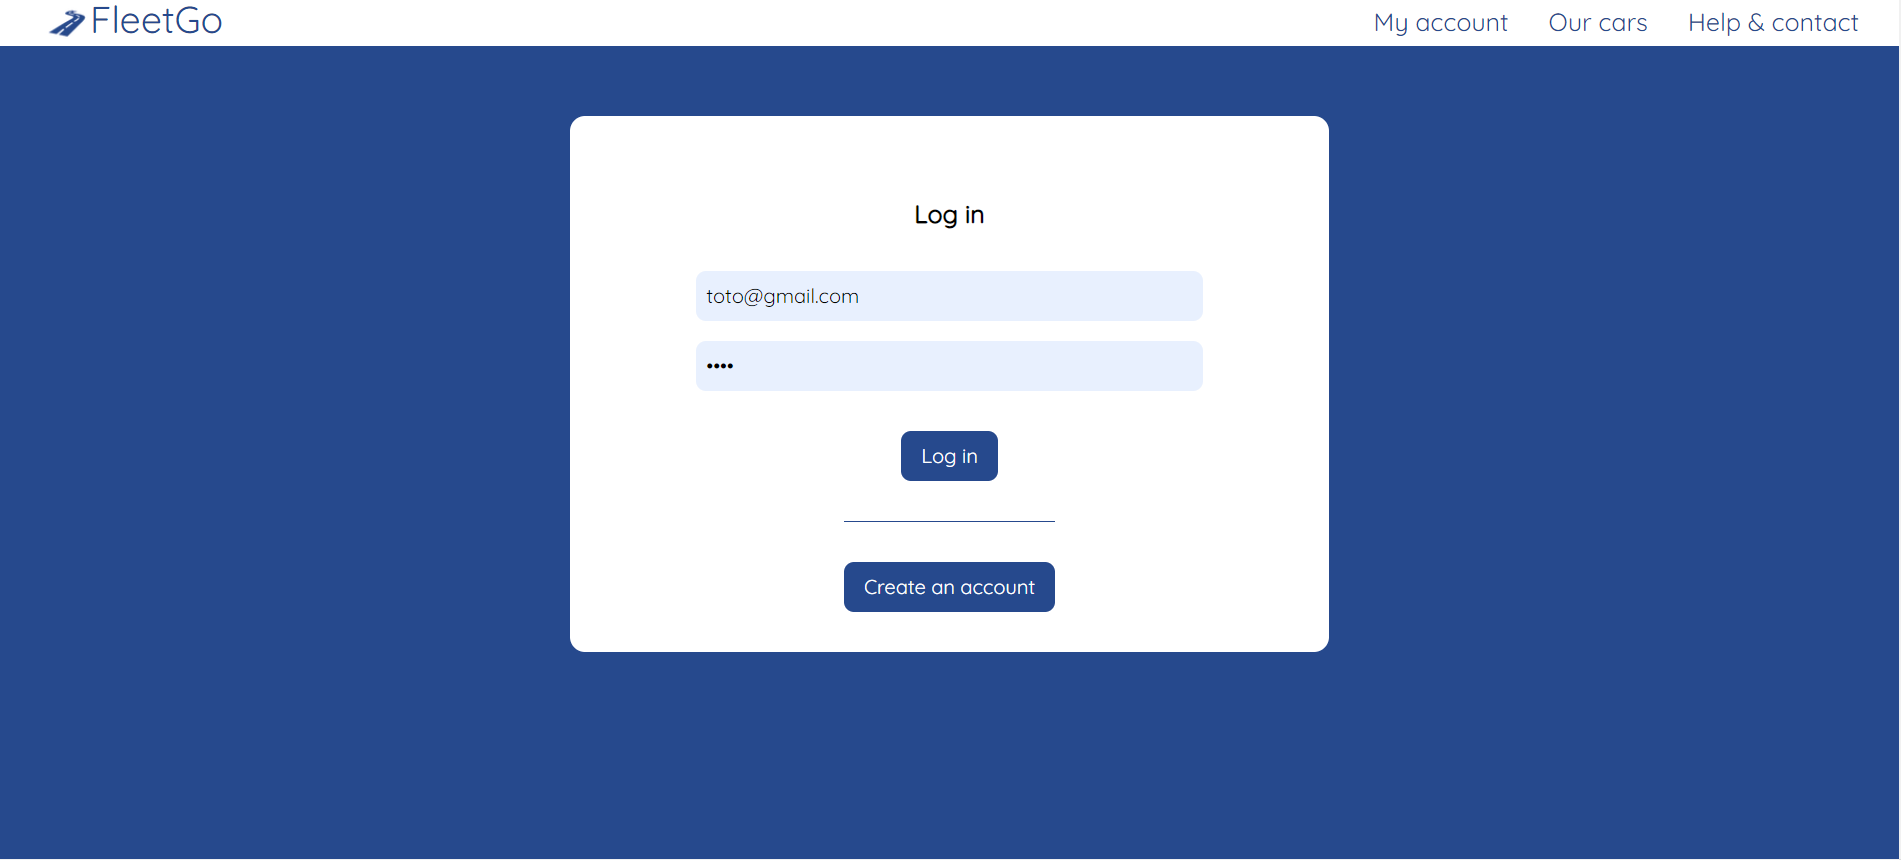 FleetGo
My account
Our cars
Help & contact
Log in
toto@gmail.com
••••
Log in
Create an account